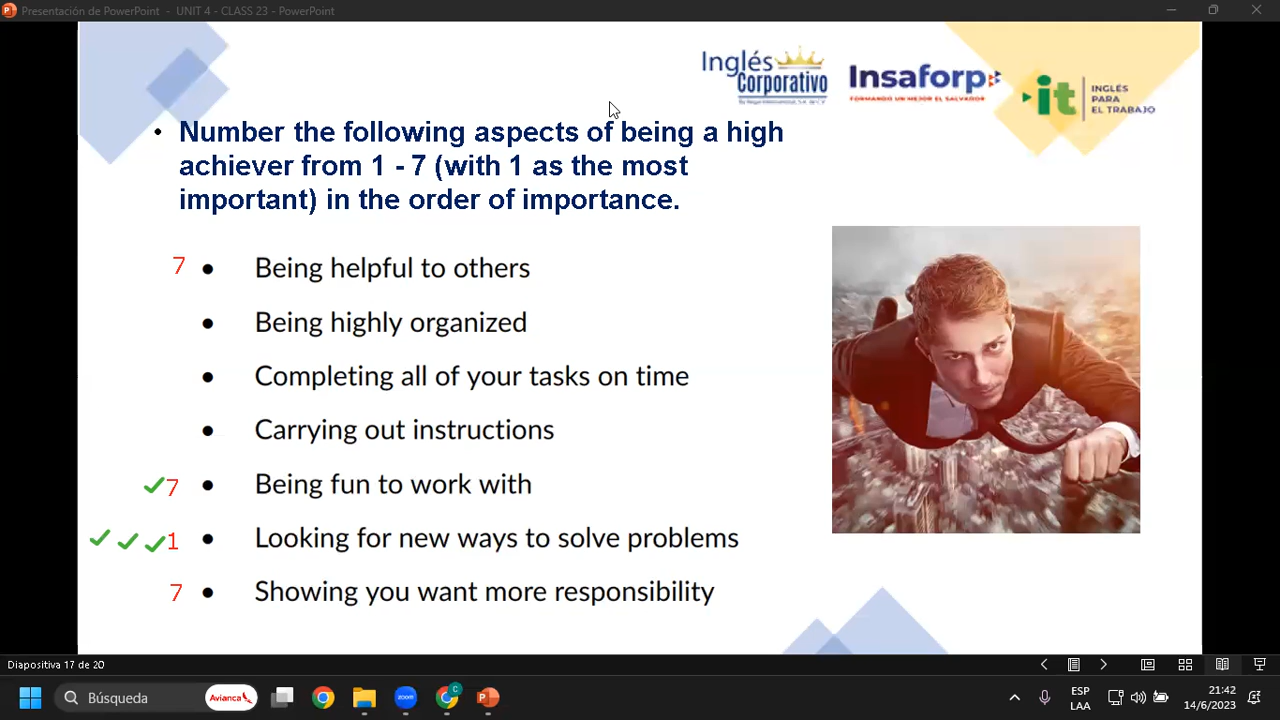 Presentación de PowerPoint - UNIT 4 - CLASS 23 - PowerPoint
Inglés
Corporativo
Insaforp
FORMANDO UN MEJOR EL SALVADOR
it
INGLÉS
PARA
EL TRABAJO
• Number the following aspects of being a high
achiever from 1 - 7 (with 1 as the most
important) in the order of importance.
7 • Being helpful to others
• Being highly organized
• Completing all of your tasks on time
• Carrying out instructions
✓7 • Being fun to work with
✓ ✓ ✓1 • Looking for new ways to solve problems
7 • Showing you want more responsibility
Diapositiva 17 de 20
Búsqueda
Avianca
zoom
C
ESP
LAA
21:42
14/6/2023